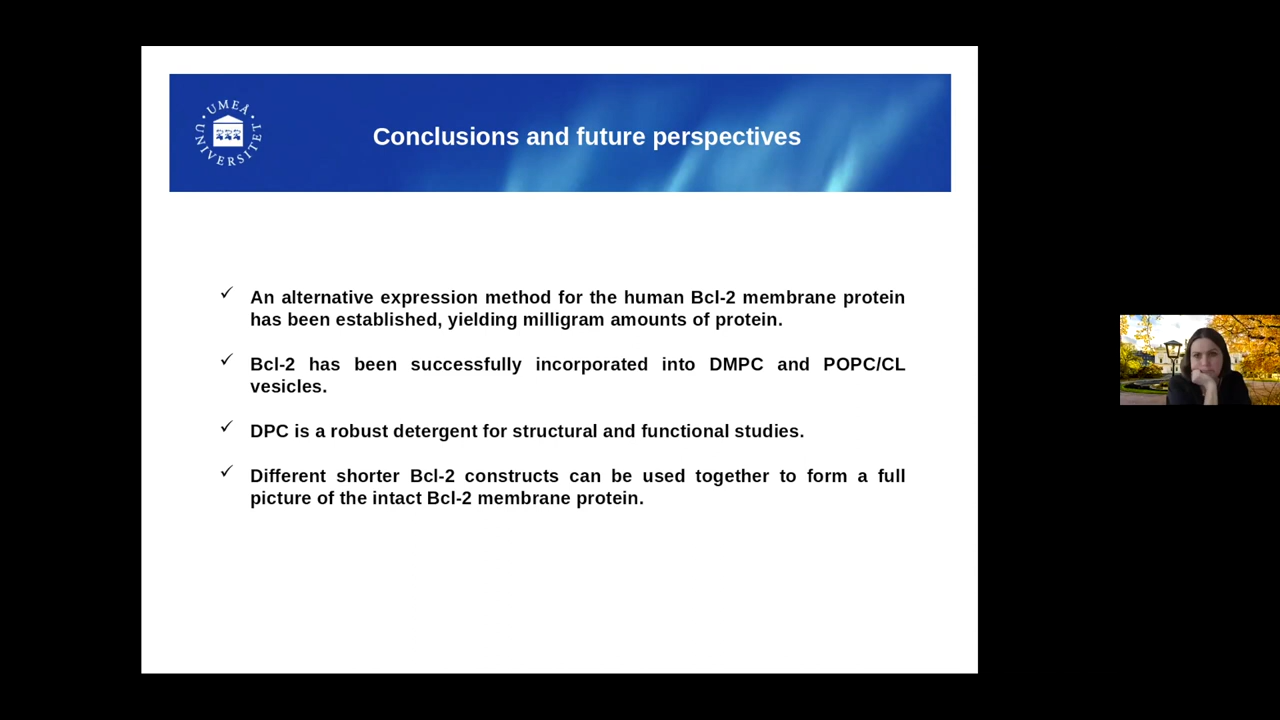 UMEÅ UNIVERSITET
Conclusions and future perspectives
An alternative expression method for the human Bcl-2 membrane protein
has been established, yielding milligram amounts of protein.
Bcl-2 has been successfully incorporated into DMPC and POPC/CL
vesicles.
DPC is a robust detergent for structural and functional studies.
Different shorter Bcl-2 constructs can be used together to form a full
picture of the intact Bcl-2 membrane protein.